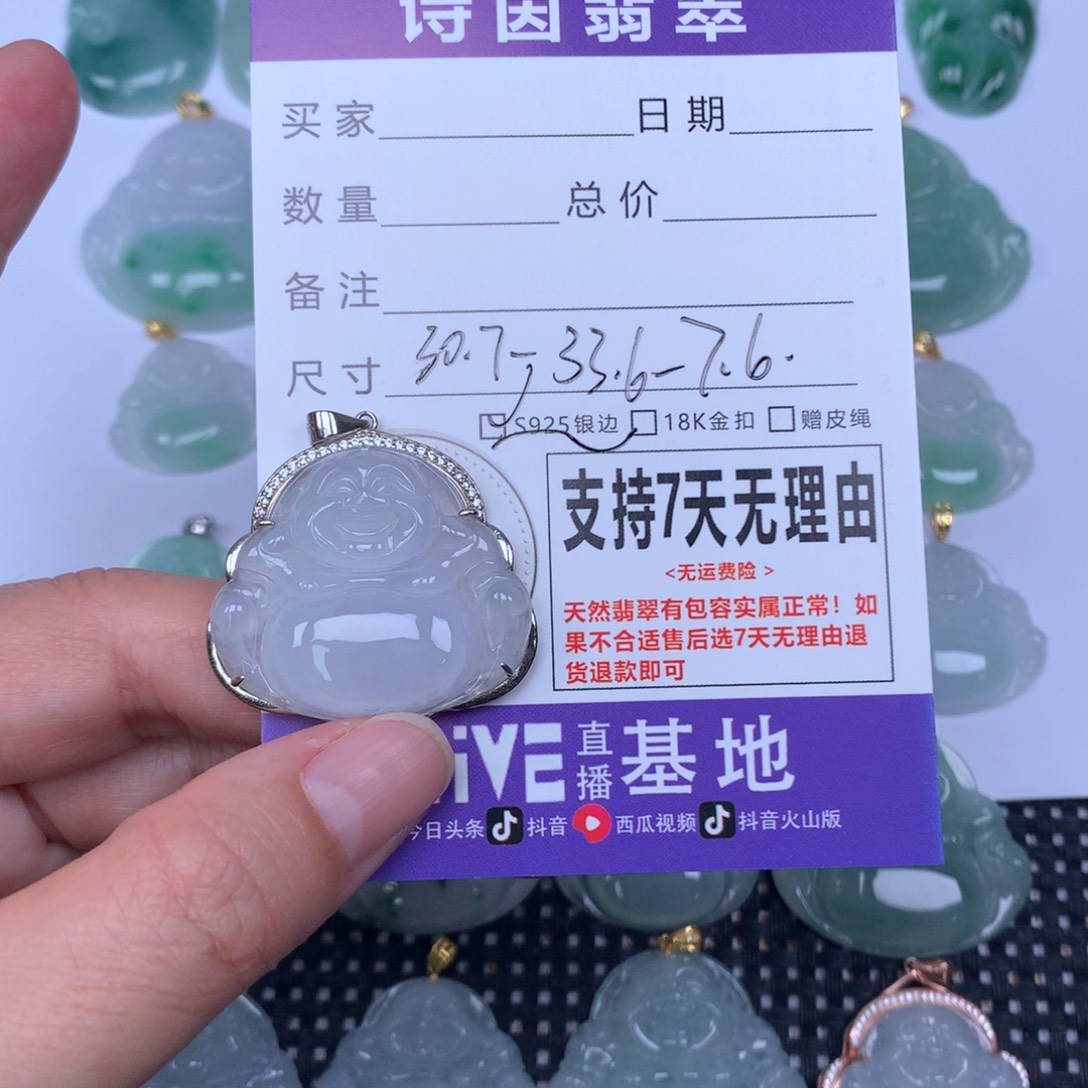 诗因翡翠
买家 日期
数量 总价
备注
尺寸 30.7-33.6-7.6.
S925银边 18K金扣 赠皮绳
支持7天无理由
<无运费险 >
天然翡翠有包容实属正常！如
果不合适售后选7天无理由退
货退款即可
LiVE 直播 基地
今日头条 抖音 西瓜视频 抖音火山版